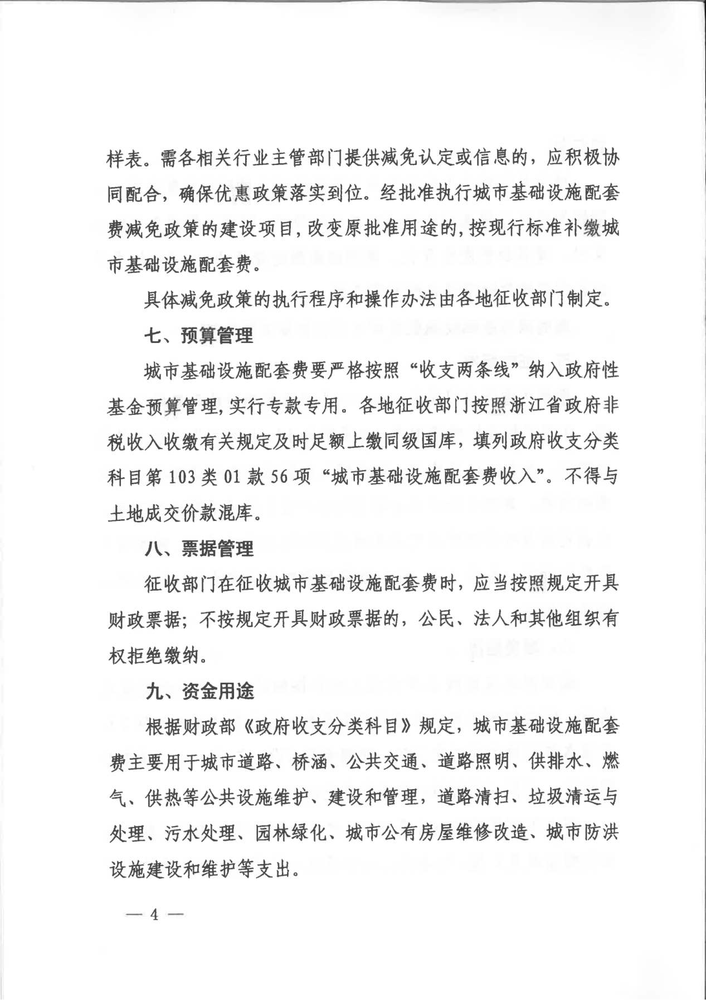 样表。需各相关行业主管部门提供减免认定或信息的，应积极协
同配合，确保优惠政策落实到位。经批准执行城市基础设施配套
费减免政策的建设项目,改变原批准用途的,按现行标准补缴城
市基础设施配套费。
具体减免政策的执行程序和操作办法由各地征收部门制定。
七、预算管理
城市基础设施配套费要严格按照“收支两条线”纳入政府性
基金预算管理,实行专款专用。各地征收部门按照浙江省政府非
税收入收缴有关规定及时足额上缴同级国库，填列政府收支分类
科目第 103 类 01 款 56 项“城市基础设施配套费收入”。不得与
土地成交价款混库。
八、票据管理
征收部门在征收城市基础设施配套费时，应当按照规定开具
财政票据；不按规定开具财政票据的，公民、法人和其他组织有
权拒绝缴纳。
九、资金用途
根据财政部《政府收支分类科目》规定，城市基础设施配套
费主要用于城市道路、桥涵、公共交通、道路照明、供排水、燃
气、供热等公共设施维护、建设和管理，道路清扫、垃圾清运与
处理、污水处理、园林绿化、城市公有房屋维修改造、城市防洪
设施建设和维护等支出。
— 4 —